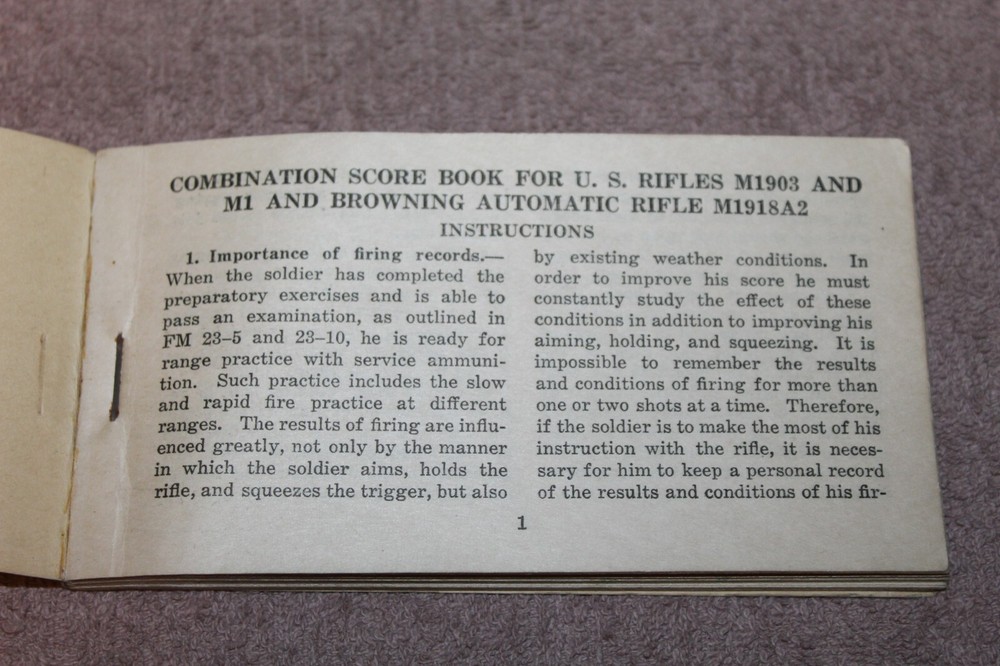 COMBINATION SCORE BOOK FOR U. S. RIFLES M1903 AND
M1 AND BROWNING AUTOMATIC RIFLE M1918A2
INSTRUCTIONS
1. Importance of firing records.—
When the soldier has completed the
preparatory exercises and is able to
pass an examination, as outlined in
FM 23–5 and 23–10, he is ready for
range practice with service ammuni-
tion. Such practice includes the slow
and rapid fire practice at different
ranges. The results of firing are influ-
enced greatly, not only by the manner
in which the soldier aims, holds the
rifle, and squeezes the trigger, but also
by existing weather conditions. In
order to improve his score he must
constantly study the effect of these
conditions in addition to improving his
aiming, holding, and squeezing. It is
impossible to remember the results
and conditions of firing for more than
one or two shots at a time. Therefore,
if the soldier is to make the most of his
instruction with the rifle, it is neces-
sary for him to keep a personal record
of the results and conditions of his fir-
1